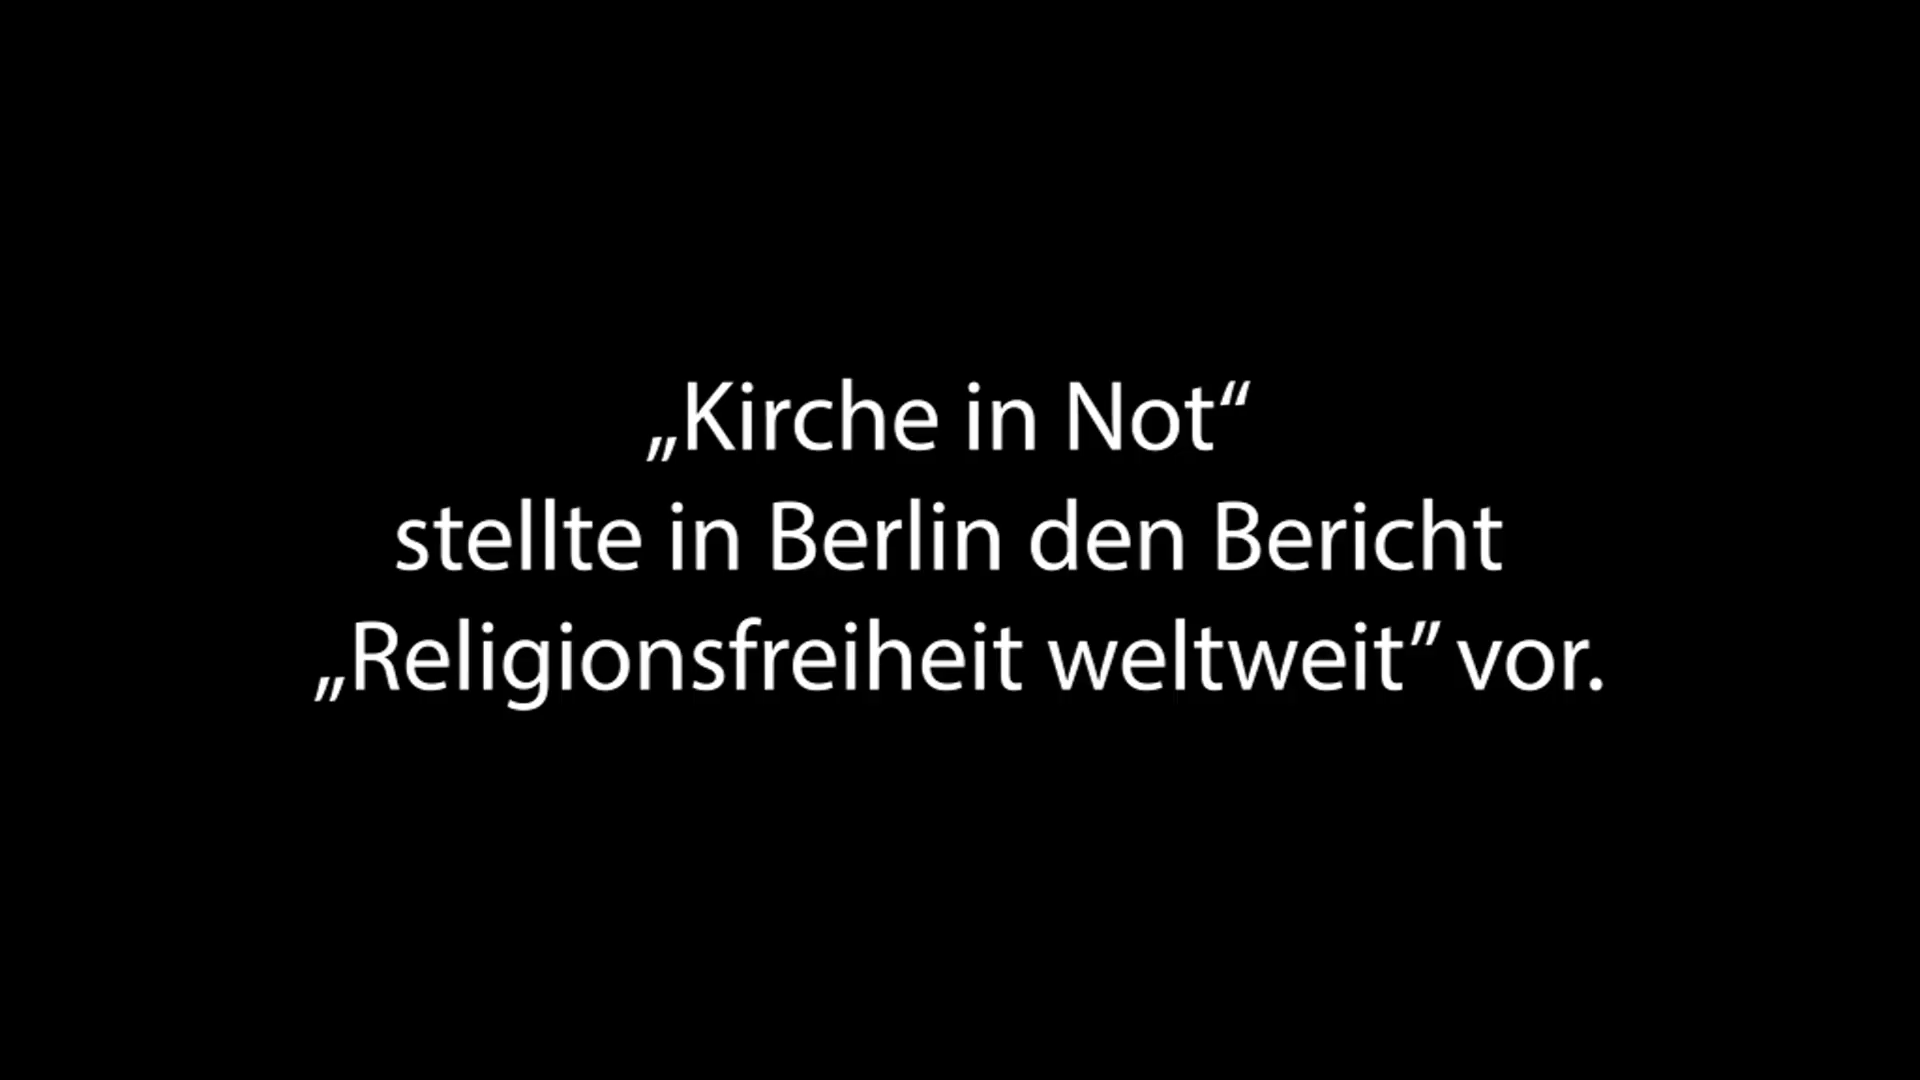 „Kirche in Not“
stellte in Berlin den Bericht
„Religionsfreiheit weltweit” vor.